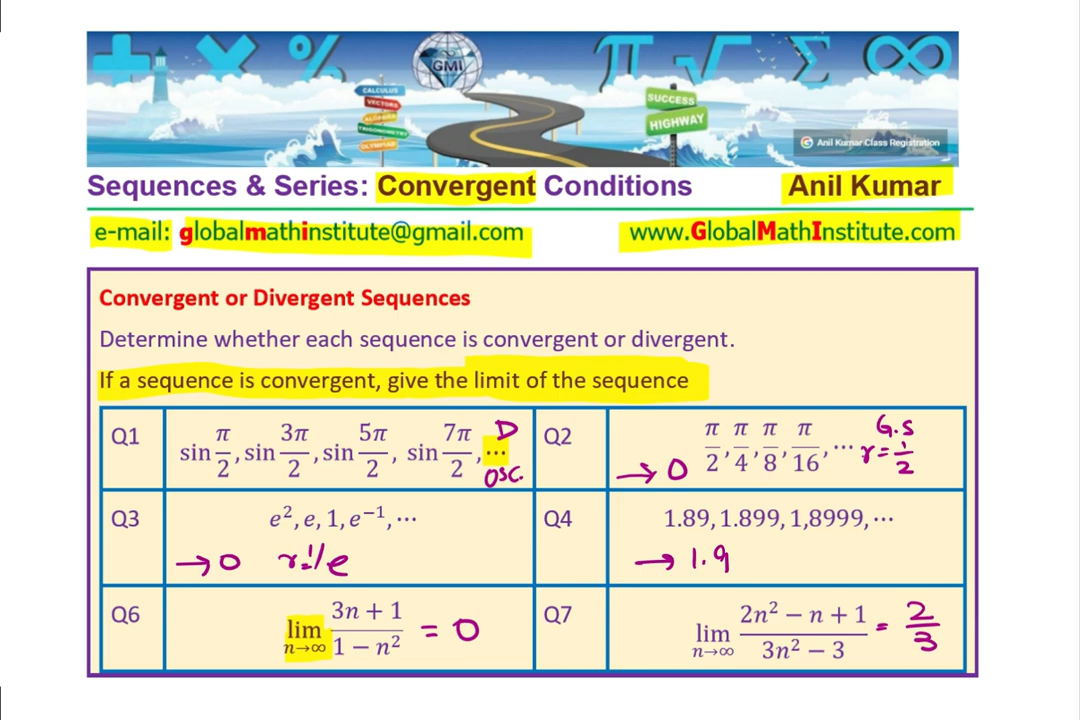 GMI
CALCULUS
VECTORS
ALGEBRA
TRIGONOMETRY
OLYMPIAD
SUCCESS
HIGHWAY
Anil Kumar Class Registration
Sequences & Series: Convergent Conditions Anil Kumar
e-mail: globalmathinstitute@gmail.com www.GlobalMathInstitute.com
Convergent or Divergent Sequences
Determine whether each sequence is convergent or divergent.
If a sequence is convergent, give the limit of the sequence
Q1 sin π/2, sin 3π/2, sin 5π/2, sin 7π/2, ... D OSC.
Q2 π/2, π/4, π/8, π/16, ... G.S r = 1/2 → 0
Q3 e², e, 1, e⁻¹, ...
→ 0 r = 1/e
Q4 1.89, 1.899, 1,8999, ...
→ 1.9
Q6 lim n→∞ (3n + 1)/(1 − n²) = 0
Q7 lim n→∞ (2n² − n + 1)/(3n² − 3) = 2/3